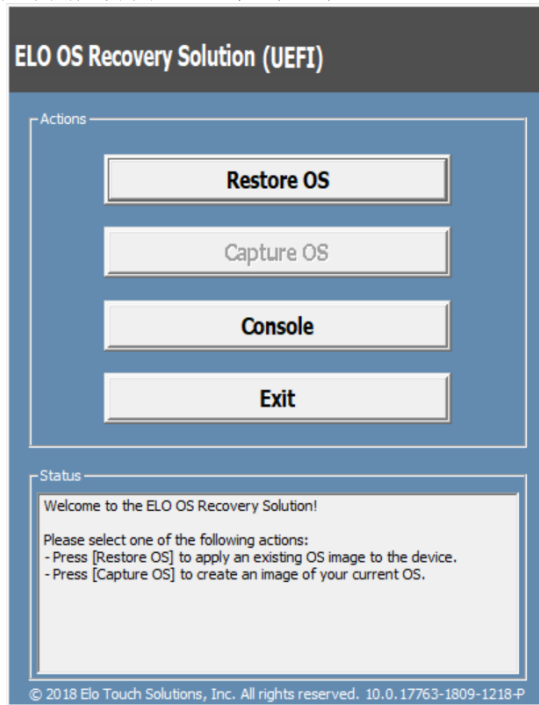 ELO OS Recovery Solution (UEFI)
Actions
Restore OS
Capture OS
Console
Exit
Status
Welcome to the ELO OS Recovery Solution!
Please select one of the following actions:
- Press [Restore OS] to apply an existing OS image to the device.
- Press [Capture OS] to create an image of your current OS.
© 2018 Elo Touch Solutions, Inc. All rights reserved. 10.0.17763-1809-1218-P